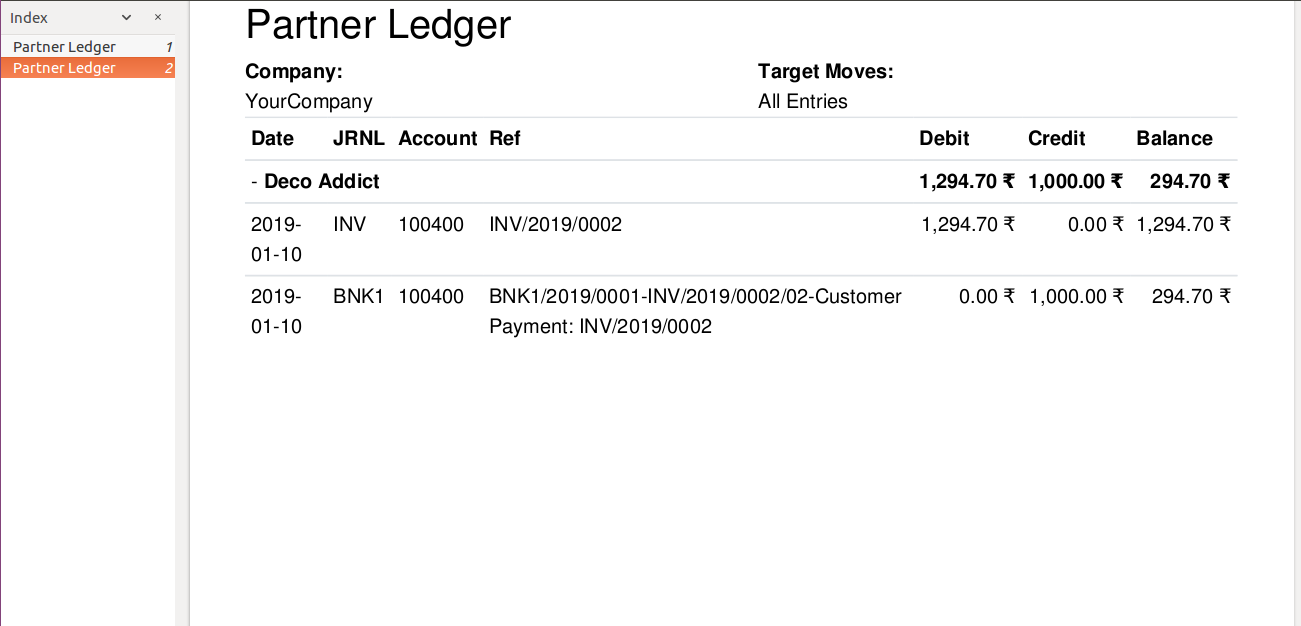 Index
Partner Ledger 1
Partner Ledger 2
Partner Ledger
Company: Target Moves:
YourCompany All Entries
Date JRNL Account Ref Debit Credit Balance
- Deco Addict 1,294.70 ₹ 1,000.00 ₹ 294.70 ₹
2019- INV 100400 INV/2019/0002 1,294.70 ₹ 0.00 ₹ 1,294.70 ₹
01-10
2019- BNK1 100400 BNK1/2019/0001-INV/2019/0002/02-Customer 0.00 ₹ 1,000.00 ₹ 294.70 ₹
01-10 Payment: INV/2019/0002